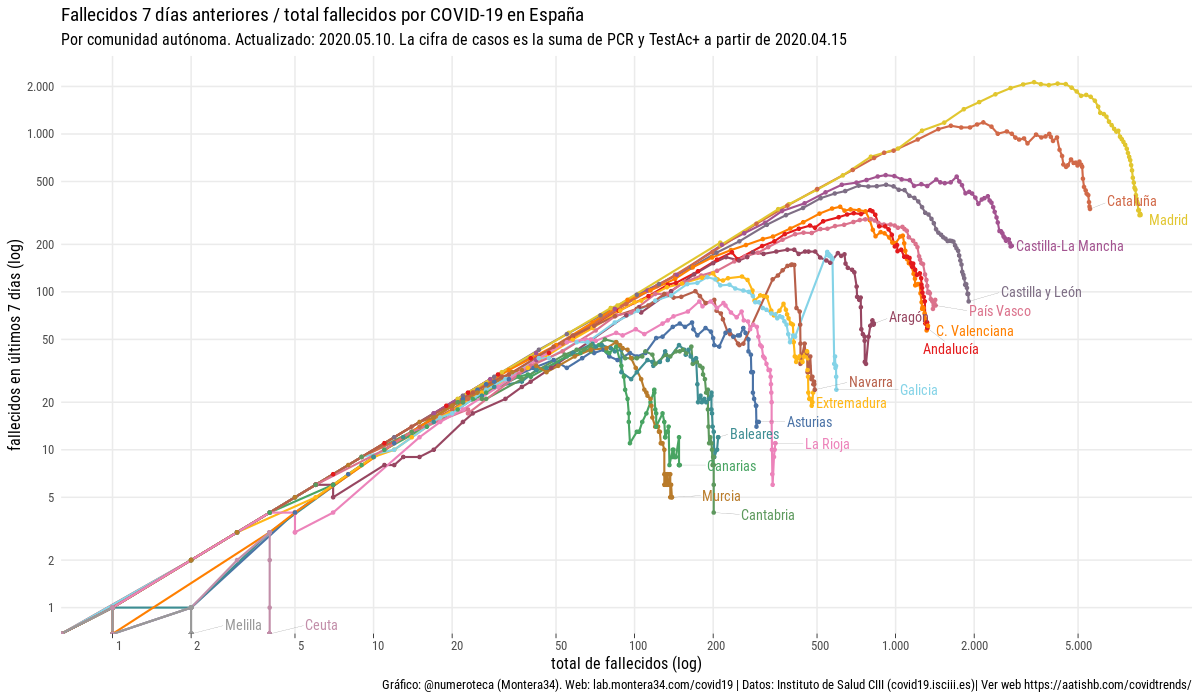 Fallecidos 7 días anteriores / total fallecidos por COVID-19 en España
Por comunidad autónoma. Actualizado: 2020.05.10. La cifra de casos es la suma de PCR y TestAc+ a partir de 2020.04.15
fallecidos en últimos 7 días (log)
2.000
1.000
500
200
100
50
20
10
5
2
1
Cataluña
Madrid
Castilla-La Mancha
Castilla y León
País Vasco
Aragón
C. Valenciana
Andalucía
Navarra
Galicia
Extremadura
Asturias
Baleares
La Rioja
Canarias
Murcia
Cantabria
Melilla
Ceuta
1 2 5 10 20 50 100 200 500 1.000 2.000 5.000
total de fallecidos (log)
Gráfico: @numeroteca (Montera34). Web: lab.montera34.com/covid19 | Datos: Instituto de Salud CIII (covid19.isciii.es)| Ver web https://aatishb.com/covidtrends/